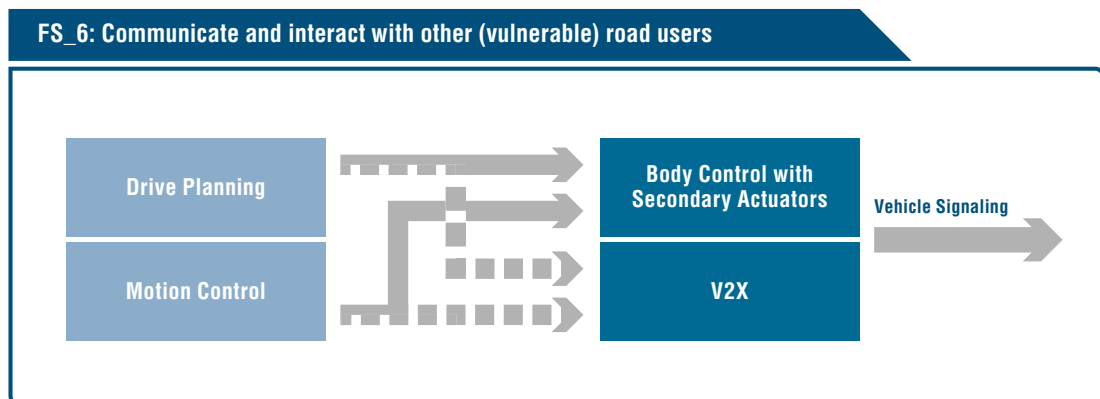 FS_6: Communicate and interact with other (vulnerable) road users
Drive Planning
Motion Control
Body Control with
Secondary Actuators
V2X
Vehicle Signaling